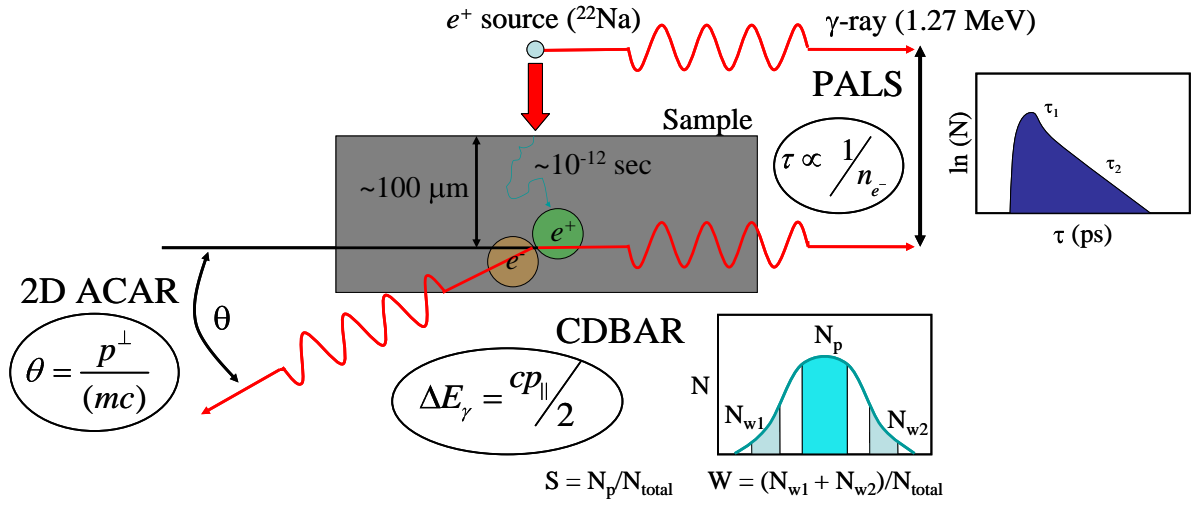 e⁺ source (²²Na)
γ-ray (1.27 MeV)
PALS
Sample
~10⁻¹² sec
τ ∝ 1/n_e⁻
~100 μm
ln (N)
τ₁
τ₂
τ (ps)
e⁺
e⁻
2D ACAR
θ
θ = p^⊥/(mc)
CDBAR
ΔE_γ = cp_∥/2
N_p
N
N_w1
N_w2
S = N_p/N_total W = (N_w1 + N_w2)/N_total